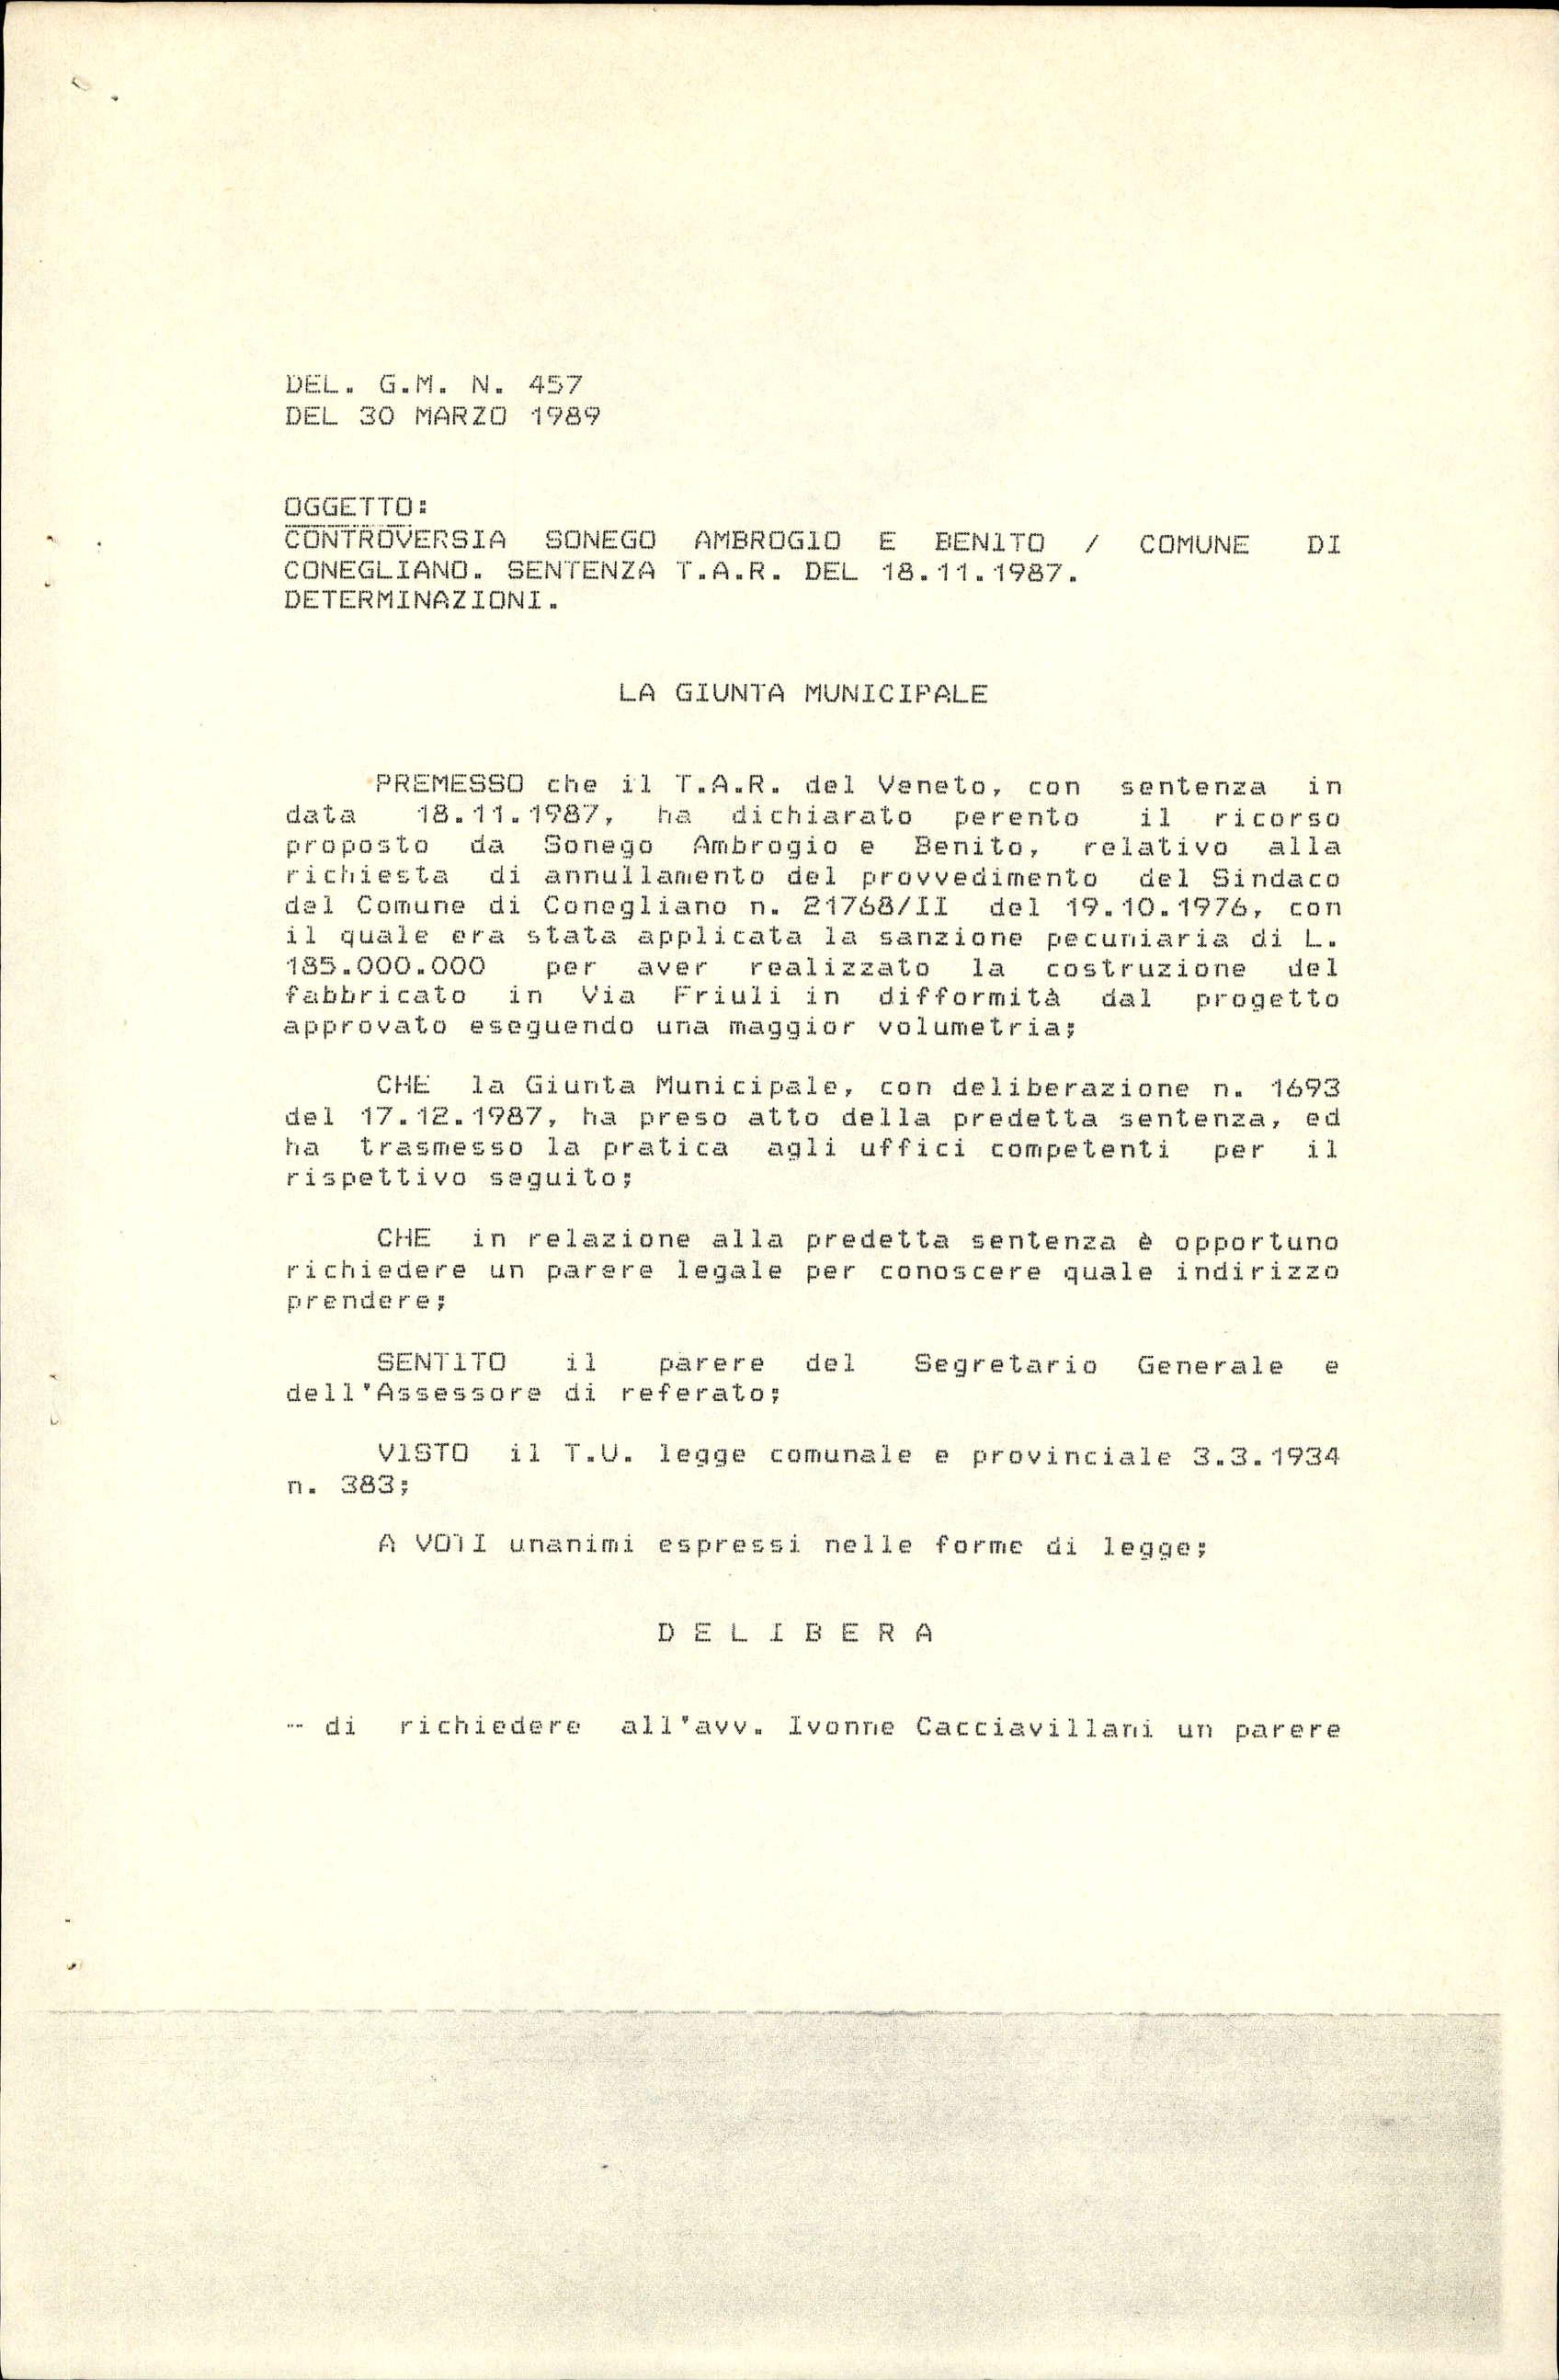 DEL. G.M. N. 457
DEL 30 MARZO 1989
OGGETTO:
CONTROVERSIA SONEGO AMBROGIO E BENITO / COMUNE DI
CONEGLIANO. SENTENZA T.A.R. DEL 18.11.1987.
DETERMINAZIONI.
LA GIUNTA MUNICIPALE
PREMESSO che il T.A.R. del Veneto, con sentenza in
data 18.11.1987, ha dichiarato perento il ricorso
proposto da Sonego Ambrogio e Benito, relativo alla
richiesta di annullamento del provvedimento del Sindaco
del Comune di Conegliano n. 21768/II del 19.10.1976, con
il quale era stata applicata la sanzione pecuniaria di L.
185.000.000 per aver realizzato la costruzione del
fabbricato in Via Friuli in difformità dal progetto
approvato eseguendo una maggior volumetria;
CHE la Giunta Municipale, con deliberazione n. 1693
del 17.12.1987, ha preso atto della predetta sentenza, ed
ha trasmesso la pratica agli uffici competenti per il
rispettivo seguito;
CHE in relazione alla predetta sentenza è opportuno
richiedere un parere legale per conoscere quale indirizzo
prendere;
SENTITO il parere del Segretario Generale e
dell'Assessore di referato;
VISTO il T.U. legge comunale e provinciale 3.3.1934
n. 383;
A VOTI unanimi espressi nelle forme di legge;
D E L I B E R A
- di richiedere all'avv. Ivonne Cacciavillani un parere